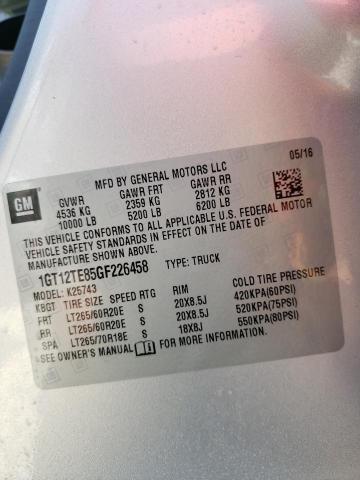 MFD BY GENERAL MOTORS LLC 05/16
GM
GVWR GAWR FRT GAWR RR
4536 KG 2359 KG 2812 KG
10000 LB 5200 LB 6200 LB
THIS VEHICLE CONFORMS TO ALL APPLICABLE U.S. FEDERAL MOTOR
VEHICLE SAFETY STANDARDS IN EFFECT ON THE DATE OF
MANUFACTURE SHOWN ABOVE.
1GT12TE85GF226458 TYPE: TRUCK
MODEL: K25743
KBGT TIRE SIZE SPEED RTG RIM COLD TIRE PRESSURE
FRT LT265/60R20E S 20X8.5J 420KPA(60PSI)
RR LT265/60R20E S 20X8.5J 520KPA(75PSI)
SPA LT265/70R18E S 18X8J 550KPA(80PSI)
SEE OWNER'S MANUAL FOR MORE INFORMATION